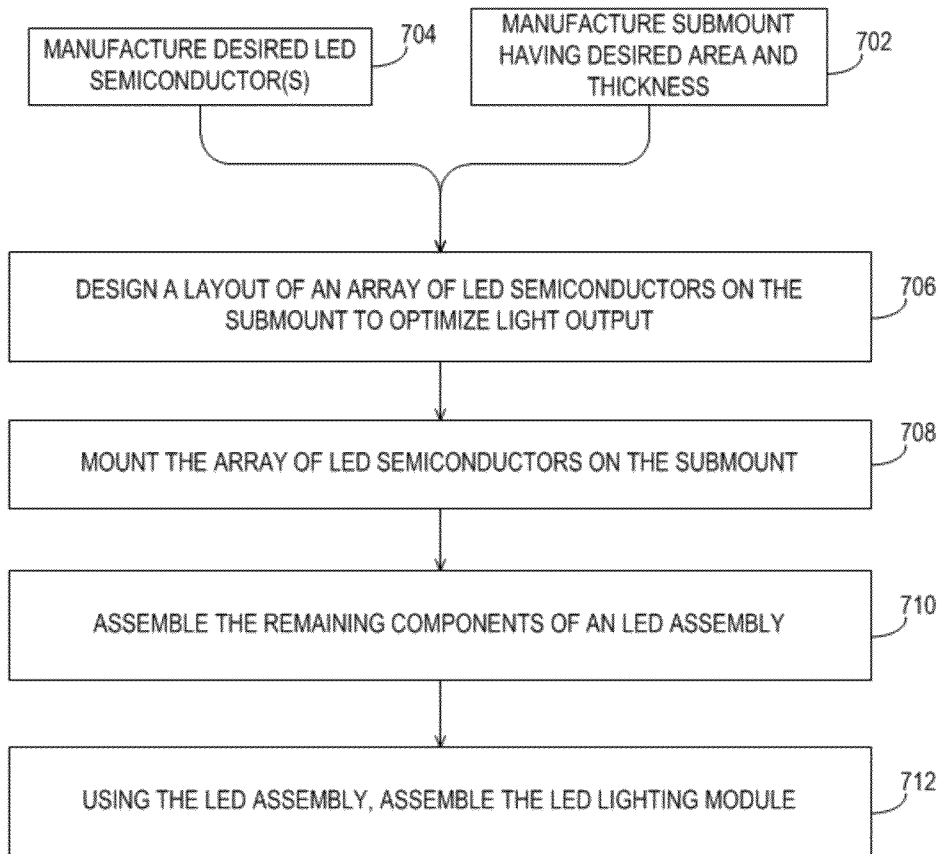 MANUFACTURE DESIRED LED
SEMICONDUCTOR(S)
704
MANUFACTURE SUBMOUNT
HAVING DESIRED AREA AND
THICKNESS
702
DESIGN A LAYOUT OF AN ARRAY OF LED SEMICONDUCTORS ON THE
SUBMOUNT TO OPTIMIZE LIGHT OUTPUT
706
MOUNT THE ARRAY OF LED SEMICONDUCTORS ON THE SUBMOUNT
708
ASSEMBLE THE REMAINING COMPONENTS OF AN LED ASSEMBLY
710
USING THE LED ASSEMBLY, ASSEMBLE THE LED LIGHTING MODULE
712